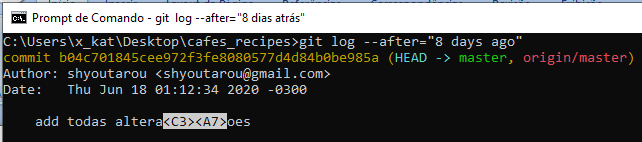 Prompt de Comando - git  log --after="8 dias atrás"
C:\Users\x_kat\Desktop\cafes_recipes>git log --after="8 days ago"
commit b04c701845cee972f3fe8080577d4d84b0be985a (HEAD -> master, origin/master)
Author: shyoutarou <shyoutarou@gmail.com>
Date:   Thu Jun 18 01:12:34 2020 -0300
    add todas altera<C3><A7>oes